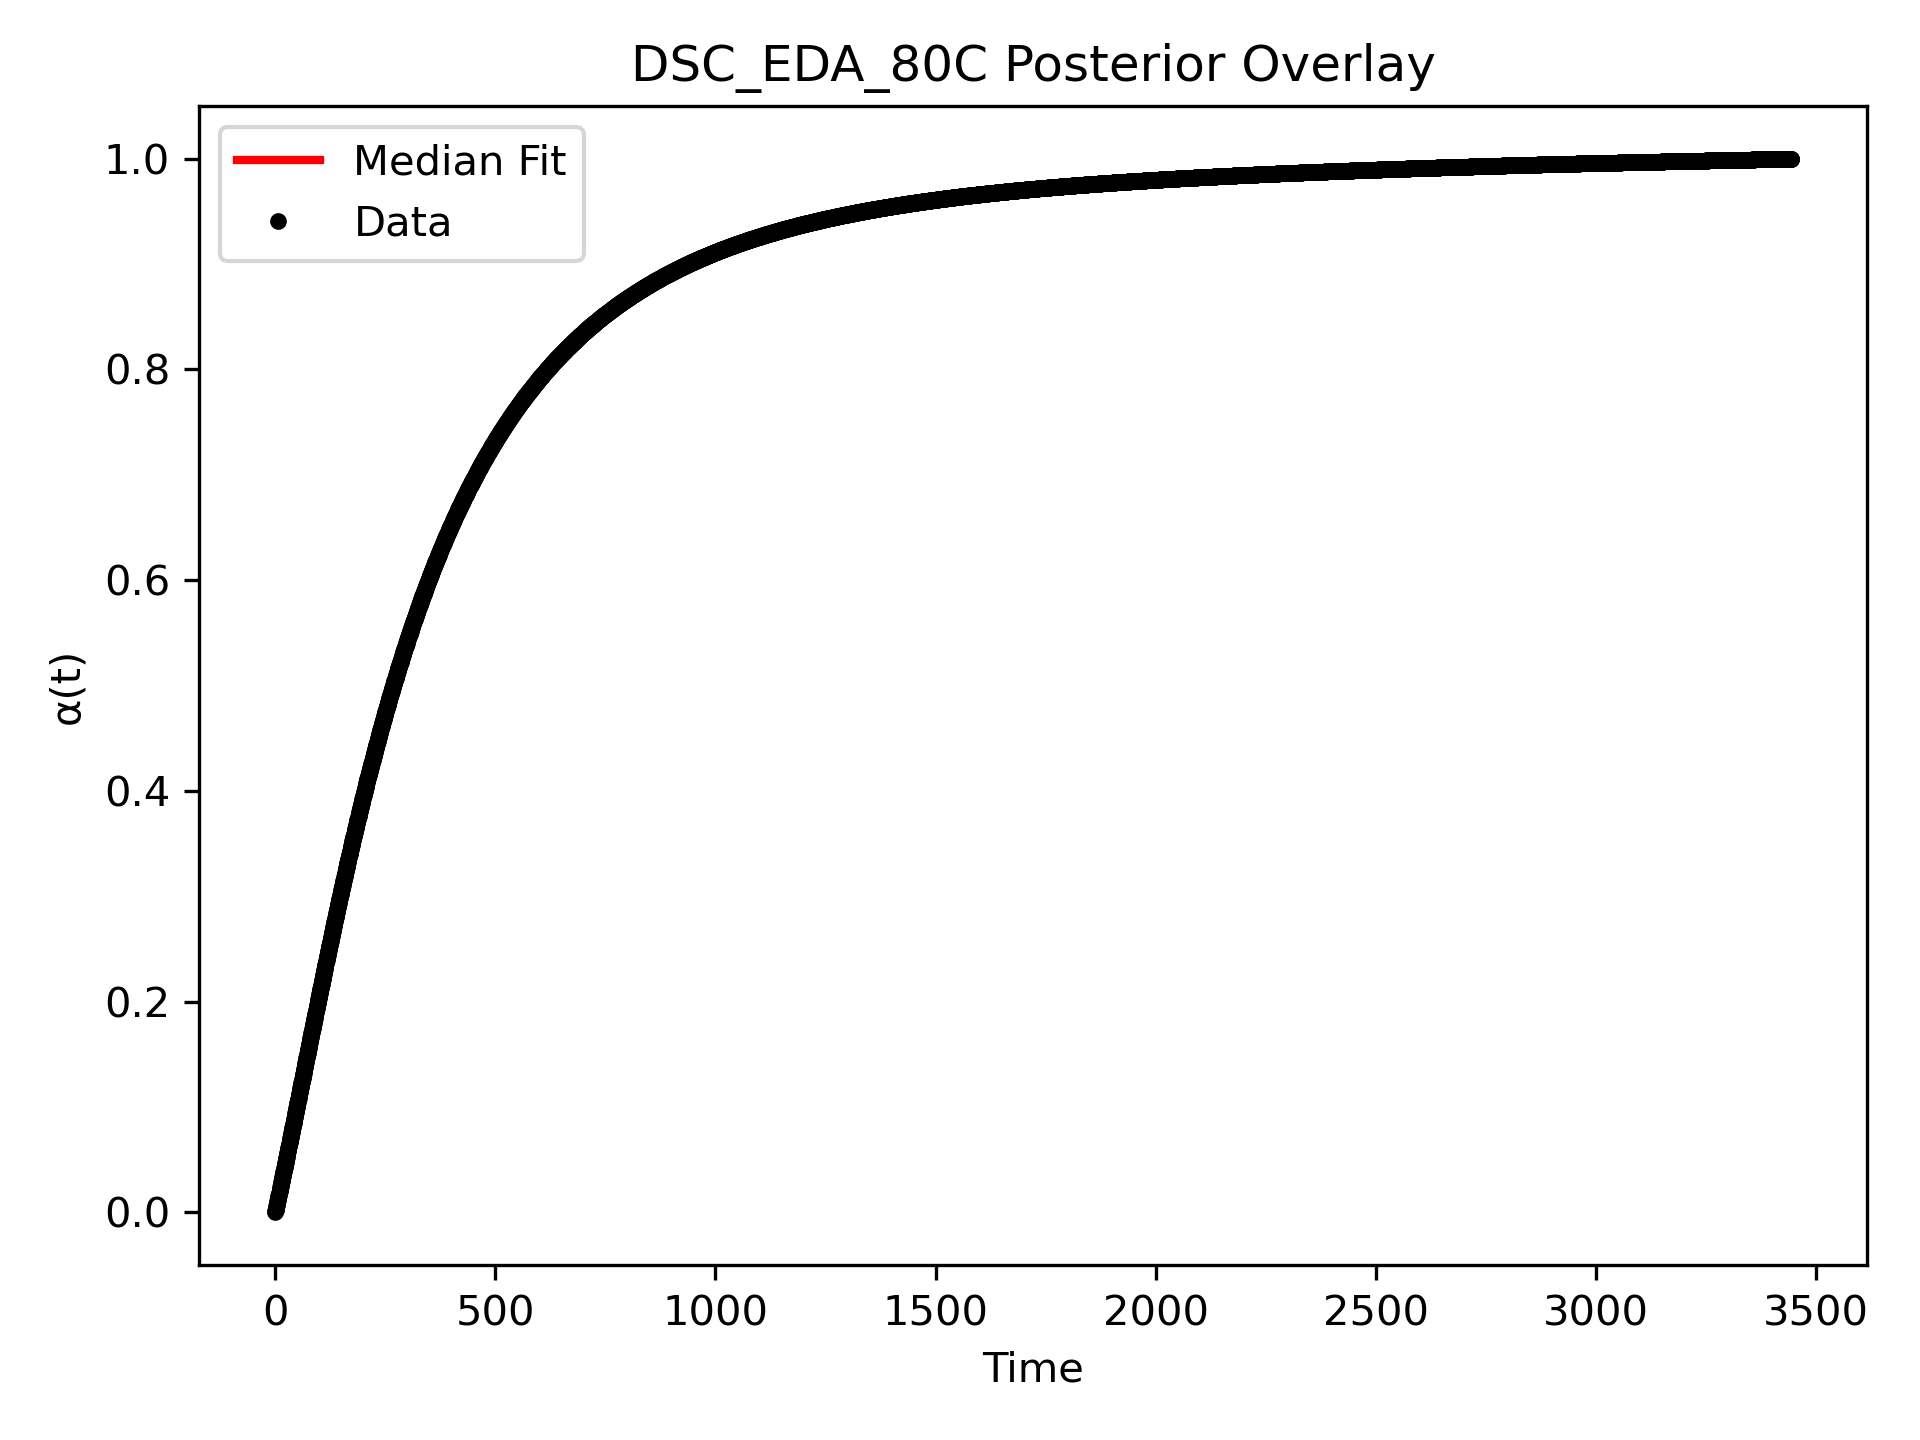 DSC_EDA_80C Posterior Overlay
Median Fit
Data
1.0
0.8
0.6
0.4
0.2
0.0
α(t)
0 500 1000 1500 2000 2500 3000 3500
Time